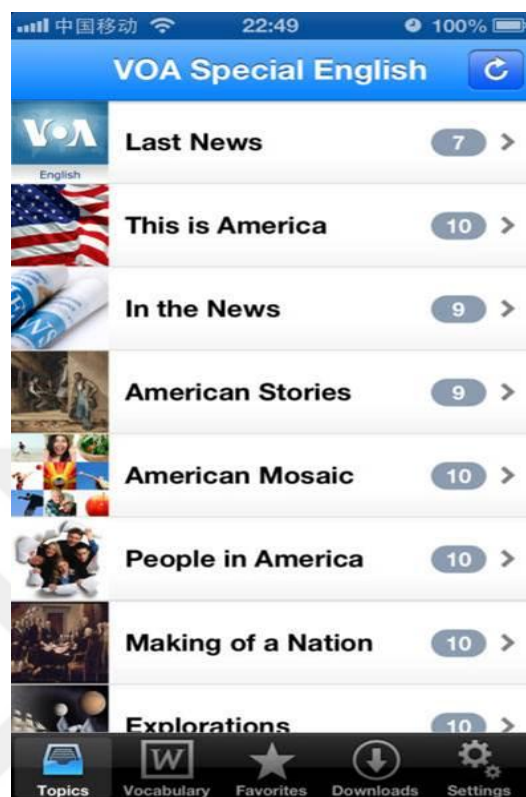 中国移动 22:49 100%
VOA Special English
VOA
English
Last News 7
This is America 10
NEWS
In the News 9
American Stories 9
American Mosaic 10
People in America 10
Making of a Nation 10
Explorations 10
W
Topics Vocabulary Favorites Downloads Settings